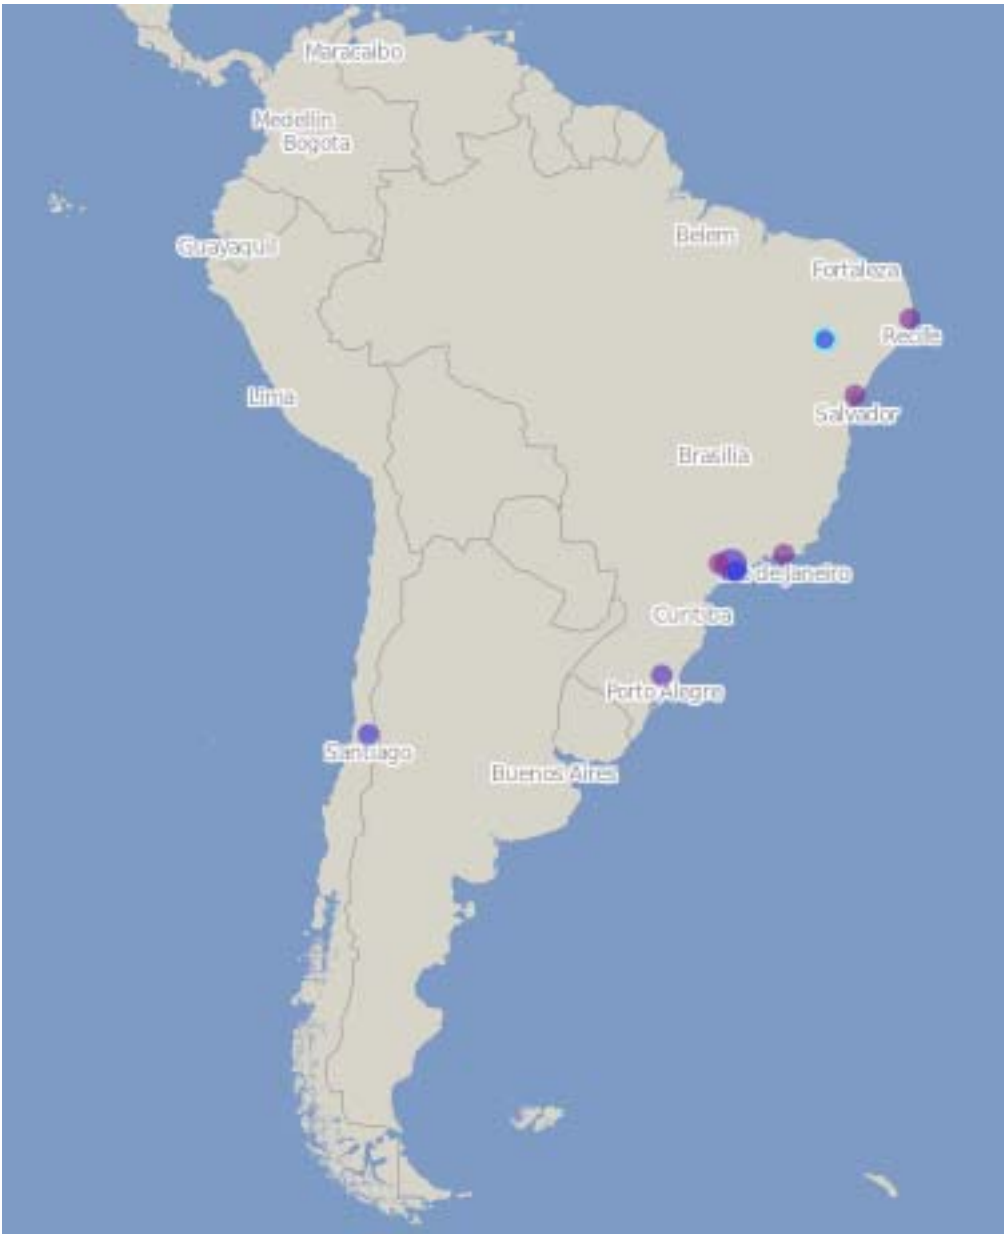 Maracaibo
Medellin
Bogota
Guayaquil
Belem
Fortaleza
Recife
Lima
Salvador
Brasilia
de Janeiro
Curitiba
Porto Alegre
Santiago
Buenos Aires